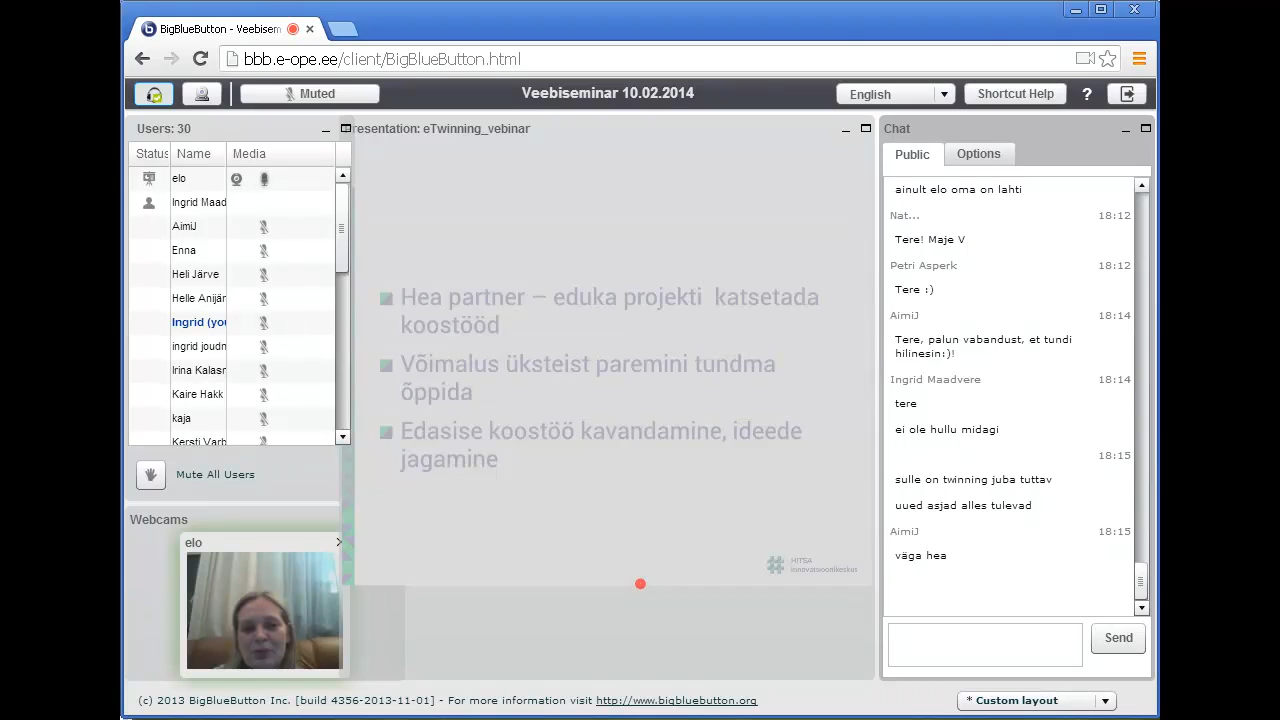 BigBlueButton - Veebisem
bbb.e-ope.ee/client/BigBlueButton.html
Muted
Veebiseminar 10.02.2014
English
Shortcut Help
?
Users: 30
Status Name Media
elo
Ingrid Maad
AimiJ
Enna
Heli Järve
Helle Anijär
Ingrid (you
ingrid joudn
Irina Kalasn
Kaire Hakk
kaja
Kersti Varb
Mute All Users
Webcams
elo
resentation: eTwinning_vebinar
Hea partner – eduka projekti katsetada
koostööd
Võimalus üksteist paremini tundma
õppida
Edasise koostöö kavandamine, ideede
jagamine
HITSA
Innovatsioonikeskus
Chat
Public Options
ainult elo oma on lahti
Nat... 18:12
Tere! Maje V
Petri Asperk 18:12
Tere :)
AimiJ 18:14
Tere, palun vabandust, et tundi
hilinesin:)!
Ingrid Maadvere 18:14
tere
ei ole hullu midagi
18:15
sulle on twinning juba tuttav
uued asjad alles tulevad
AimiJ 18:15
väga hea
Send
(c) 2013 BigBlueButton Inc. [build 4356-2013-11-01] - For more information visit http://www.bigbluebutton.org
* Custom layout